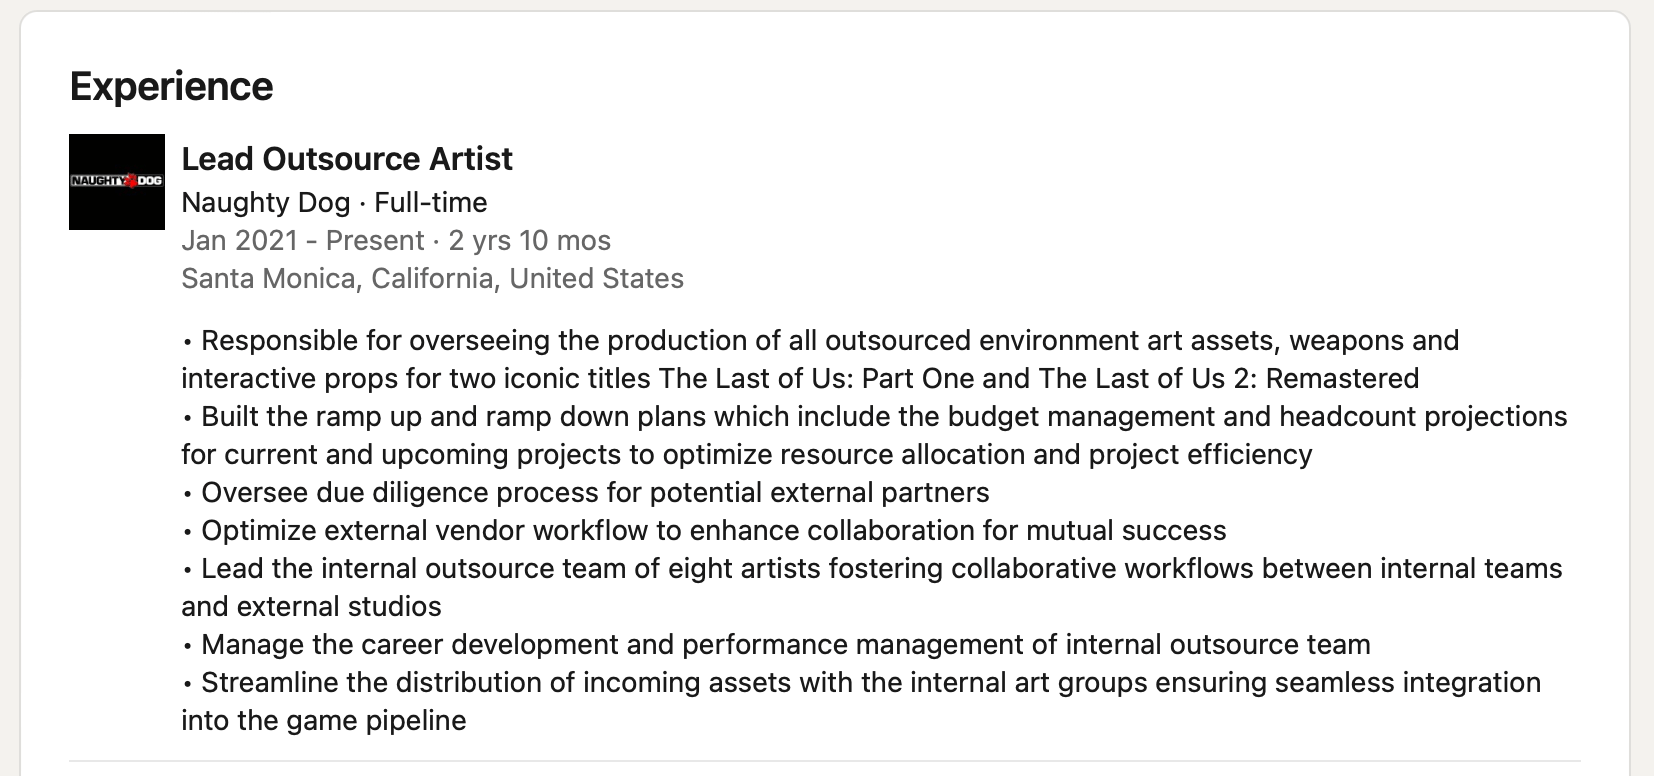 Experience
NAUGHTY DOG
Lead Outsource Artist
Naughty Dog · Full-time
Jan 2021 - Present · 2 yrs 10 mos
Santa Monica, California, United States
• Responsible for overseeing the production of all outsourced environment art assets, weapons and
interactive props for two iconic titles The Last of Us: Part One and The Last of Us 2: Remastered
• Built the ramp up and ramp down plans which include the budget management and headcount projections
for current and upcoming projects to optimize resource allocation and project efficiency
• Oversee due diligence process for potential external partners
• Optimize external vendor workflow to enhance collaboration for mutual success
• Lead the internal outsource team of eight artists fostering collaborative workflows between internal teams
and external studios
• Manage the career development and performance management of internal outsource team
• Streamline the distribution of incoming assets with the internal art groups ensuring seamless integration
into the game pipeline